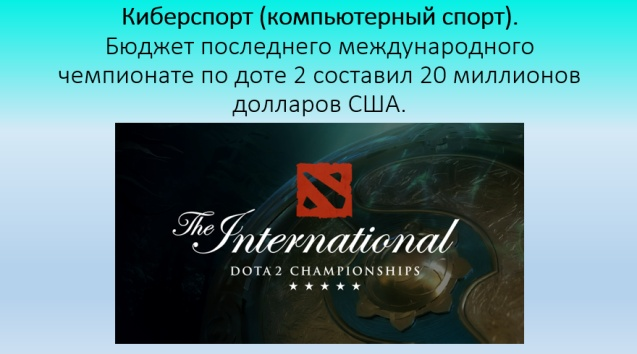 Киберспорт (компьютерный спорт).
Бюджет последнего международного
чемпионате по доте 2 составил 20 миллионов
долларов США.
The International
DOTA 2 CHAMPIONSHIPS
★★★★★